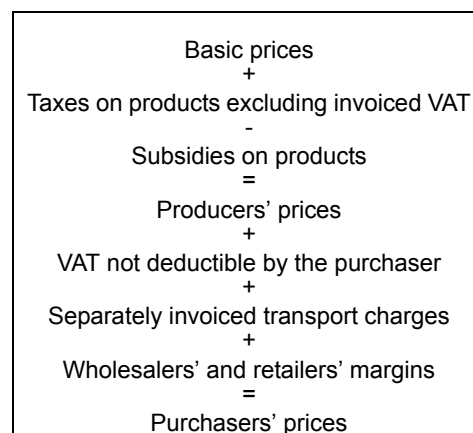 Basic prices
+
Taxes on products excluding invoiced VAT
-
Subsidies on products
=
Producers’ prices
+
VAT not deductible by the purchaser
+
Separately invoiced transport charges
+
Wholesalers’ and retailers’ margins
=
Purchasers’ prices